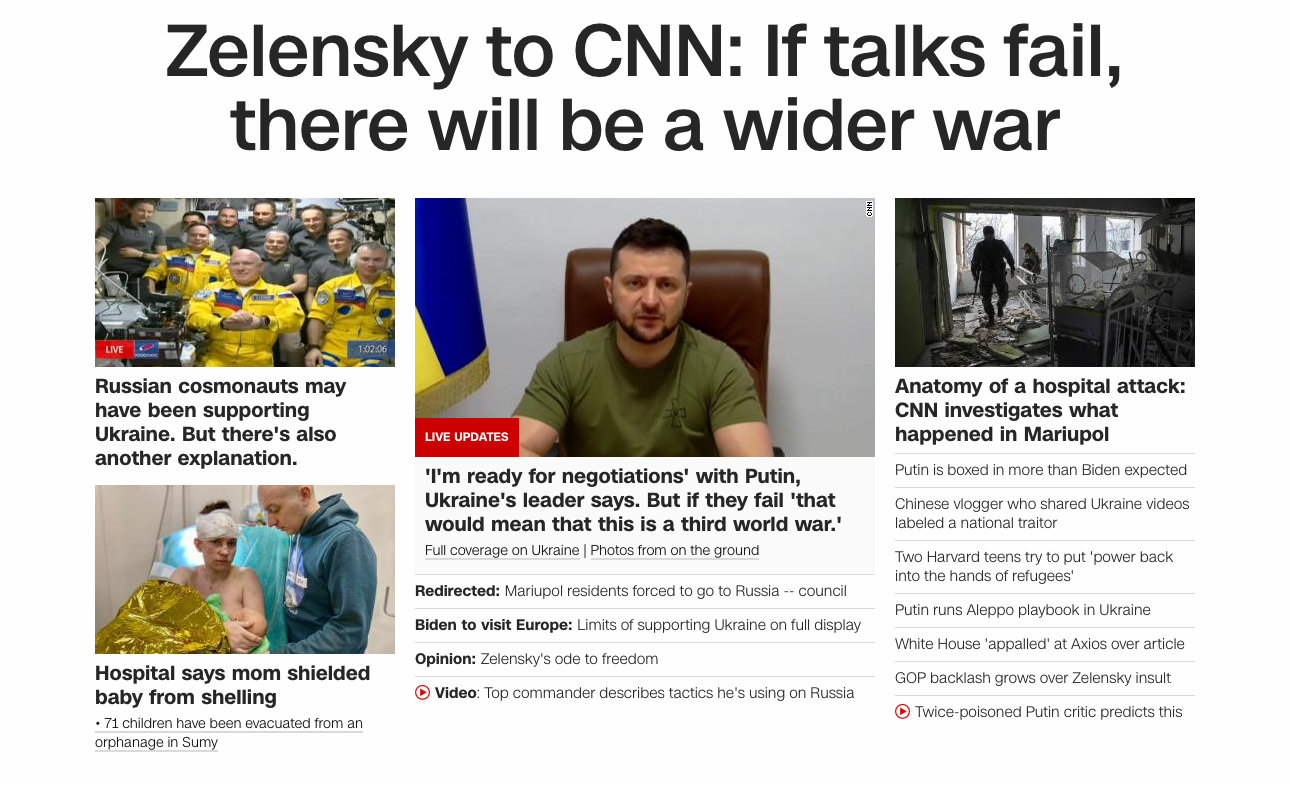 Zelensky to CNN: If talks fail,
there will be a wider war
LIVE
1:02:06
Russian cosmonauts may
have been supporting
Ukraine. But there's also
another explanation.
Hospital says mom shielded
baby from shelling
• 71 children have been evacuated from an
orphanage in Sumy
CNN
LIVE UPDATES
'I'm ready for negotiations' with Putin,
Ukraine's leader says. But if they fail 'that
would mean that this is a third world war.'
Full coverage on Ukraine | Photos from on the ground
Redirected: Mariupol residents forced to go to Russia -- council
Biden to visit Europe: Limits of supporting Ukraine on full display
Opinion: Zelensky's ode to freedom
Video: Top commander describes tactics he's using on Russia
Anatomy of a hospital attack:
CNN investigates what
happened in Mariupol
Putin is boxed in more than Biden expected
Chinese vlogger who shared Ukraine videos
labeled a national traitor
Two Harvard teens try to put 'power back
into the hands of refugees'
Putin runs Aleppo playbook in Ukraine
White House 'appalled' at Axios over article
GOP backlash grows over Zelensky insult
Twice-poisoned Putin critic predicts this